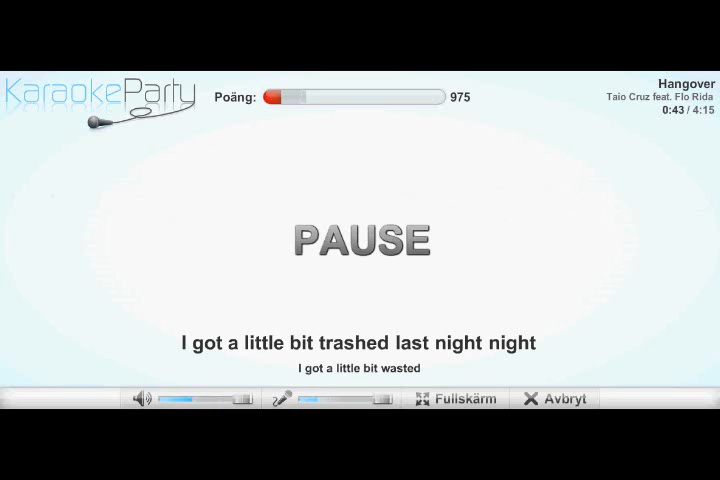 KaraokeParty
Poäng: 975
Hangover
Taio Cruz feat. Flo Rida
0:43 / 4:15
PAUSE
I got a little bit trashed last night night
I got a little bit wasted
Fullskärm
Avbryt